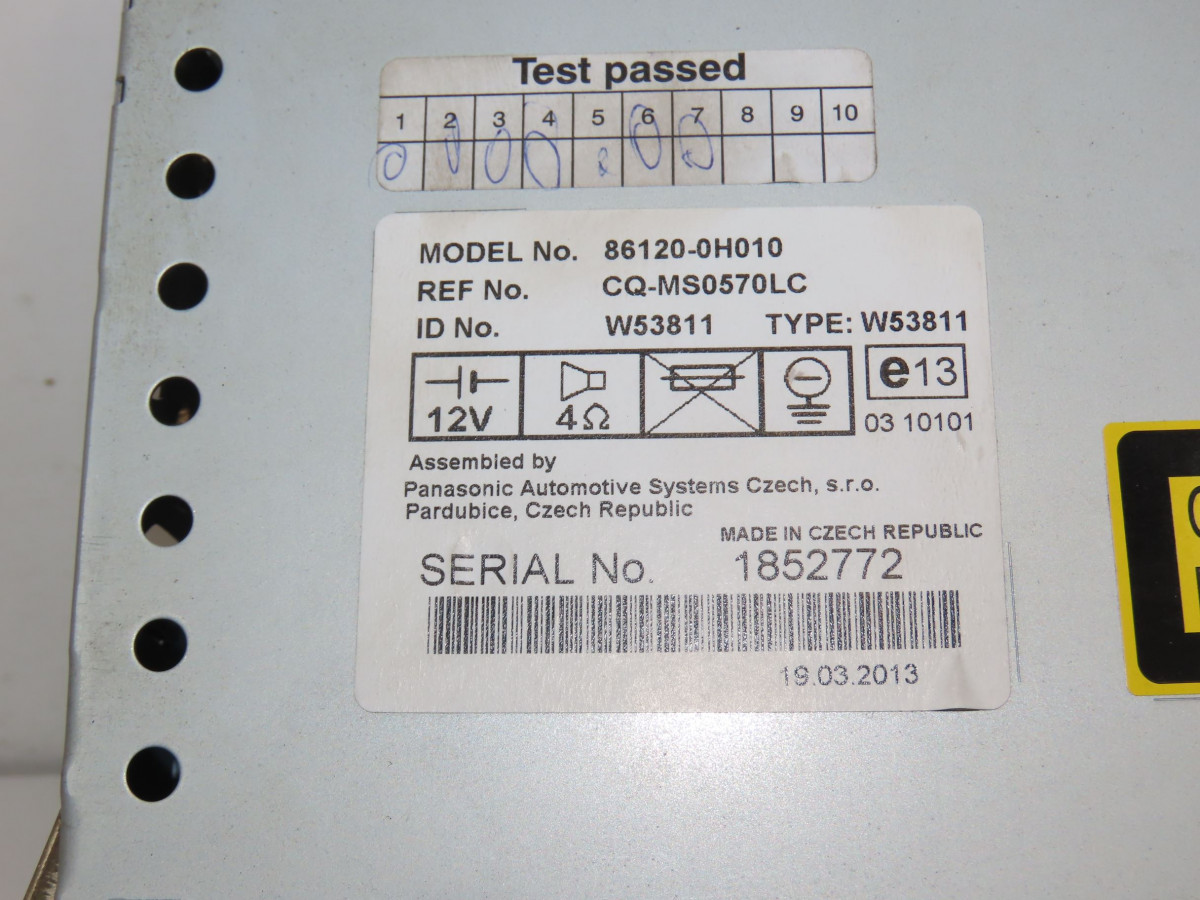 Test passed
1 2 3 4 5 6 7 8 9 10
MODEL No. 86120-0H010
REF No. CQ-MS0570LC
ID No. W53811 TYPE: W53811
12V 4Ω e13
03 10101
Assembied by
Panasonic Automotive Systems Czech, s.r.o.
Pardubice, Czech Republic
MADE IN CZECH REPUBLIC
SERIAL No. 1852772
19.03.2013